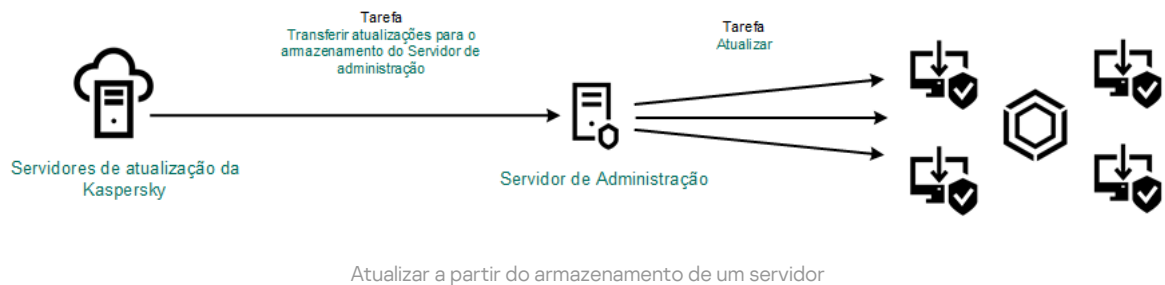 Tarefa
Transferir atualizações para o
armazenamento do Servidor de
administração
Tarefa
Atualizar
Servidores de atualização da
Kaspersky
Servidor de Administração
Atualizar a partir do armazenamento de um servidor